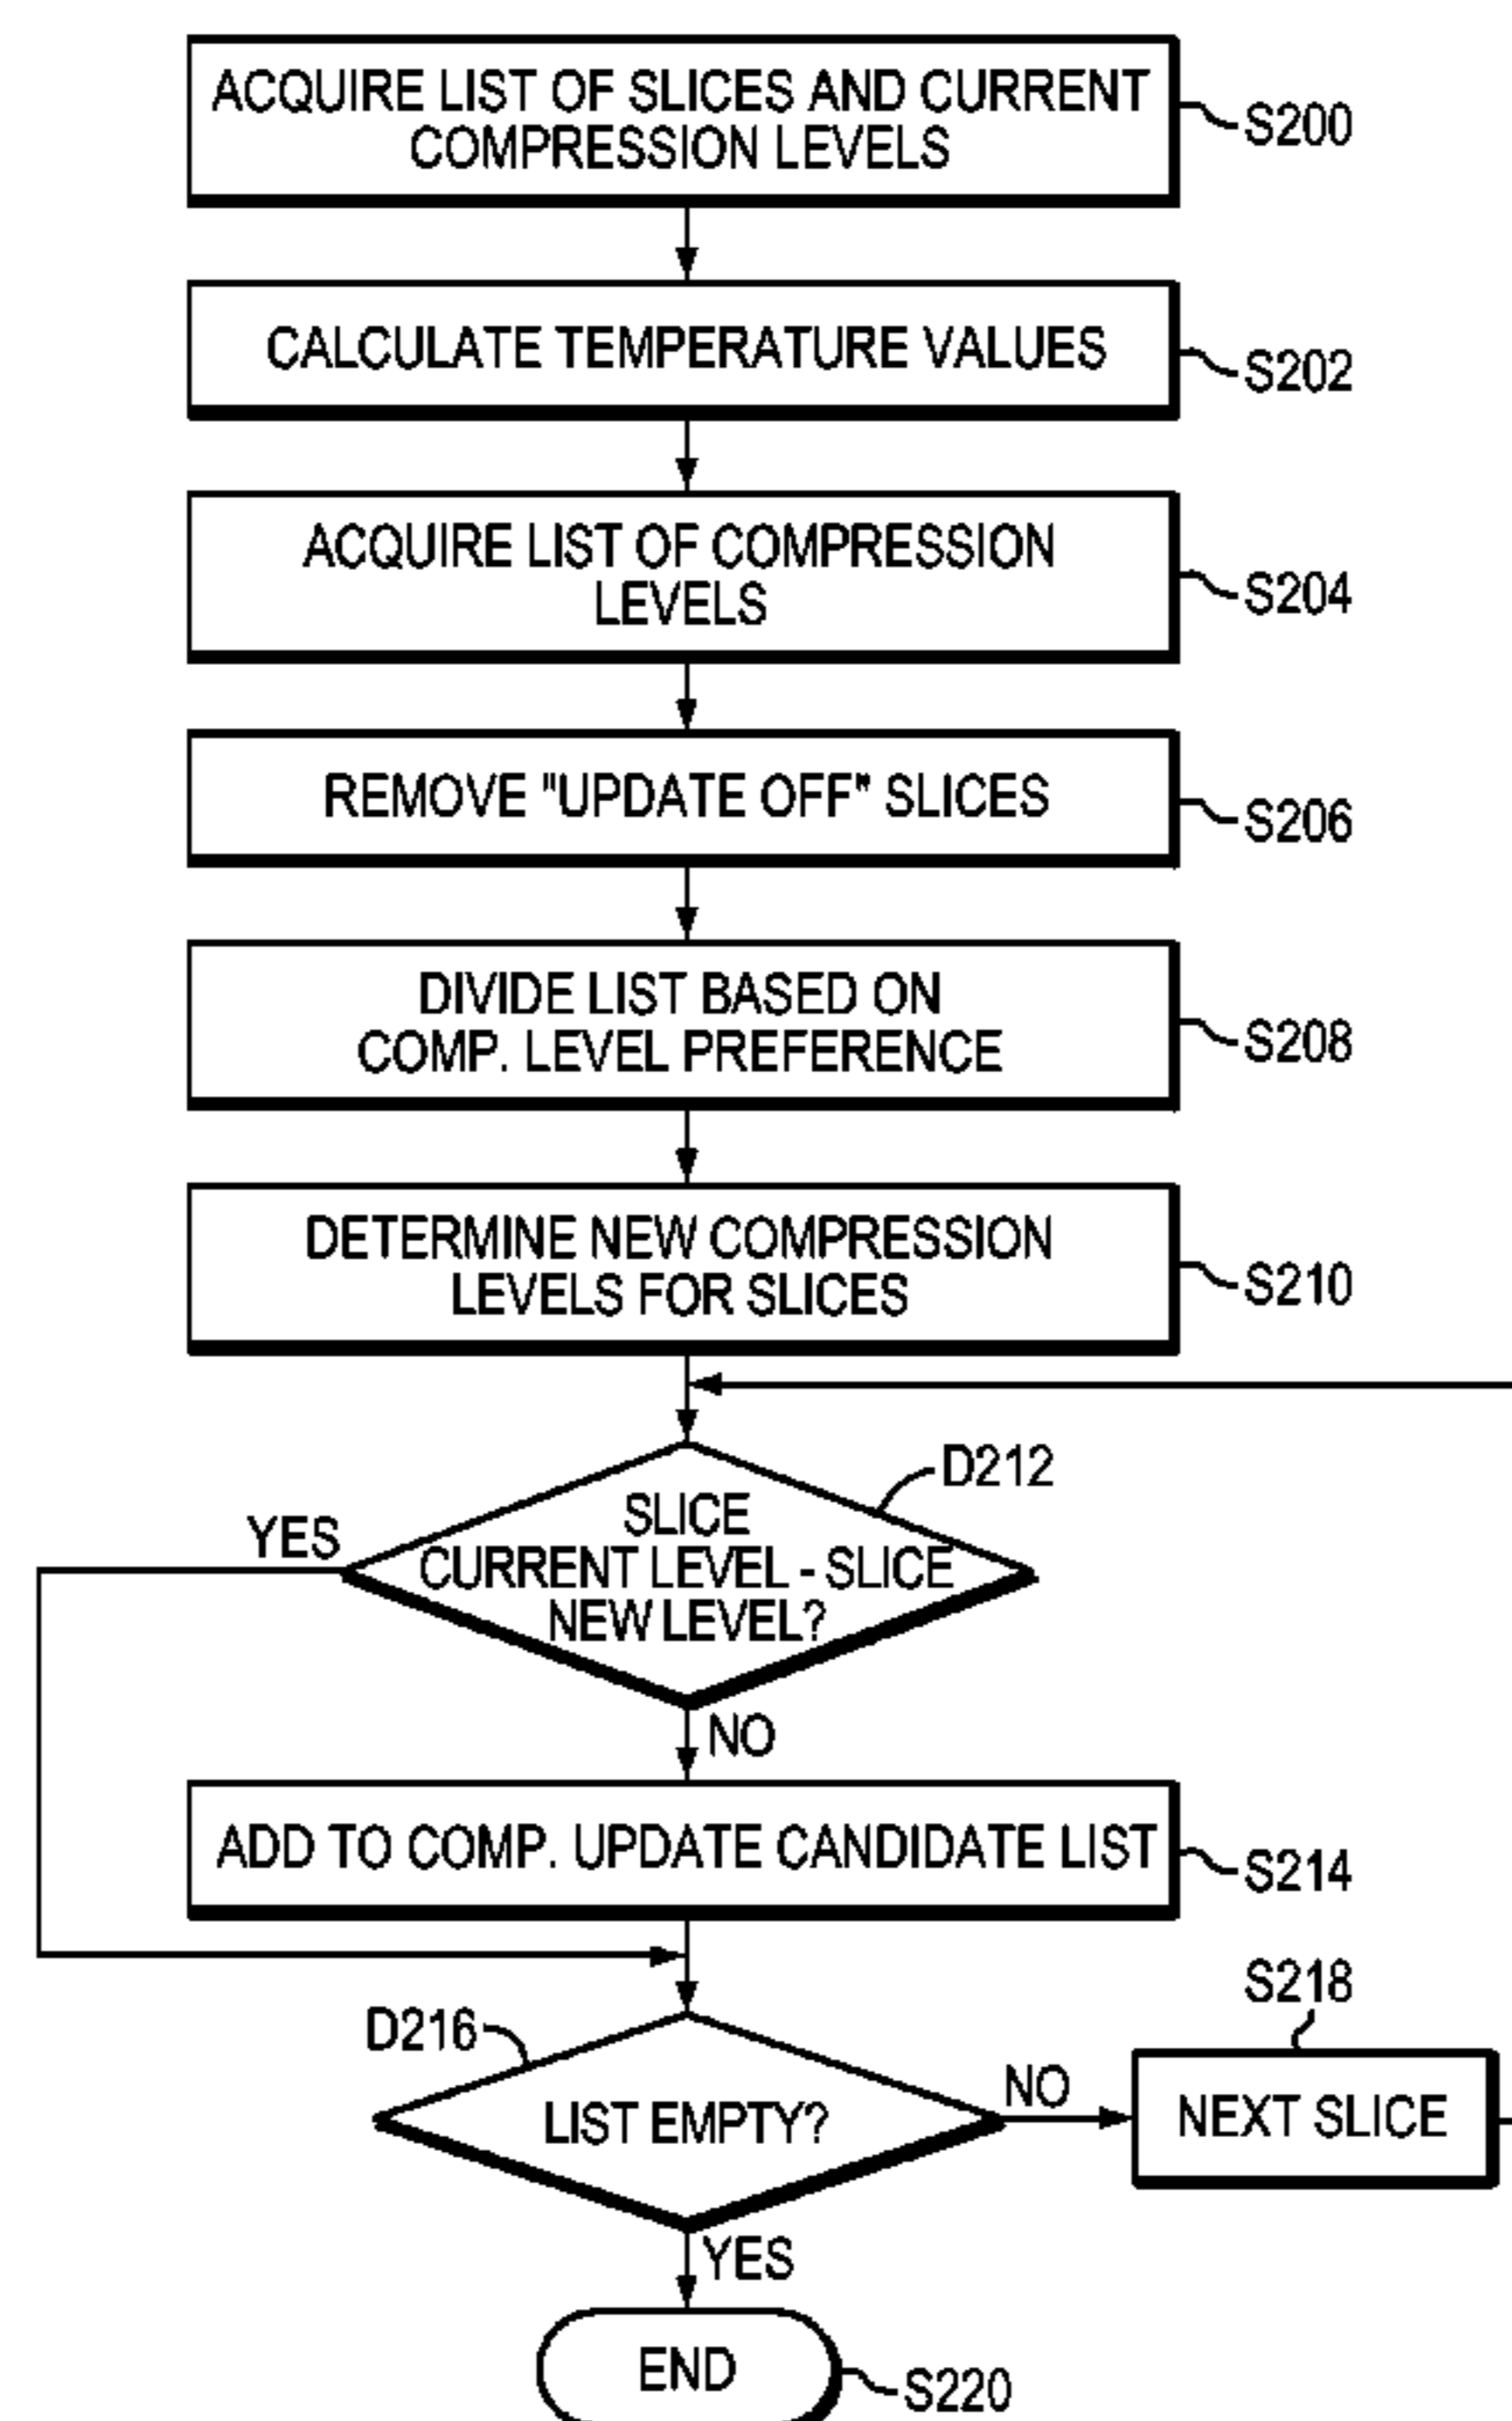 ACQUIRE LIST OF SLICES AND CURRENT
COMPRESSION LEVELS
S200
CALCULATE TEMPERATURE VALUES
S202
ACQUIRE LIST OF COMPRESSION
LEVELS
S204
REMOVE "UPDATE OFF" SLICES
S206
DIVIDE LIST BASED ON
COMP. LEVEL PREFERENCE
S208
DETERMINE NEW COMPRESSION
LEVELS FOR SLICES
S210
D212
YES
SLICE
CURRENT LEVEL - SLICE
NEW LEVEL?
NO
ADD TO COMP. UPDATE CANDIDATE LIST
S214
S218
D216
LIST EMPTY?
NO
NEXT SLICE
YES
END
S220